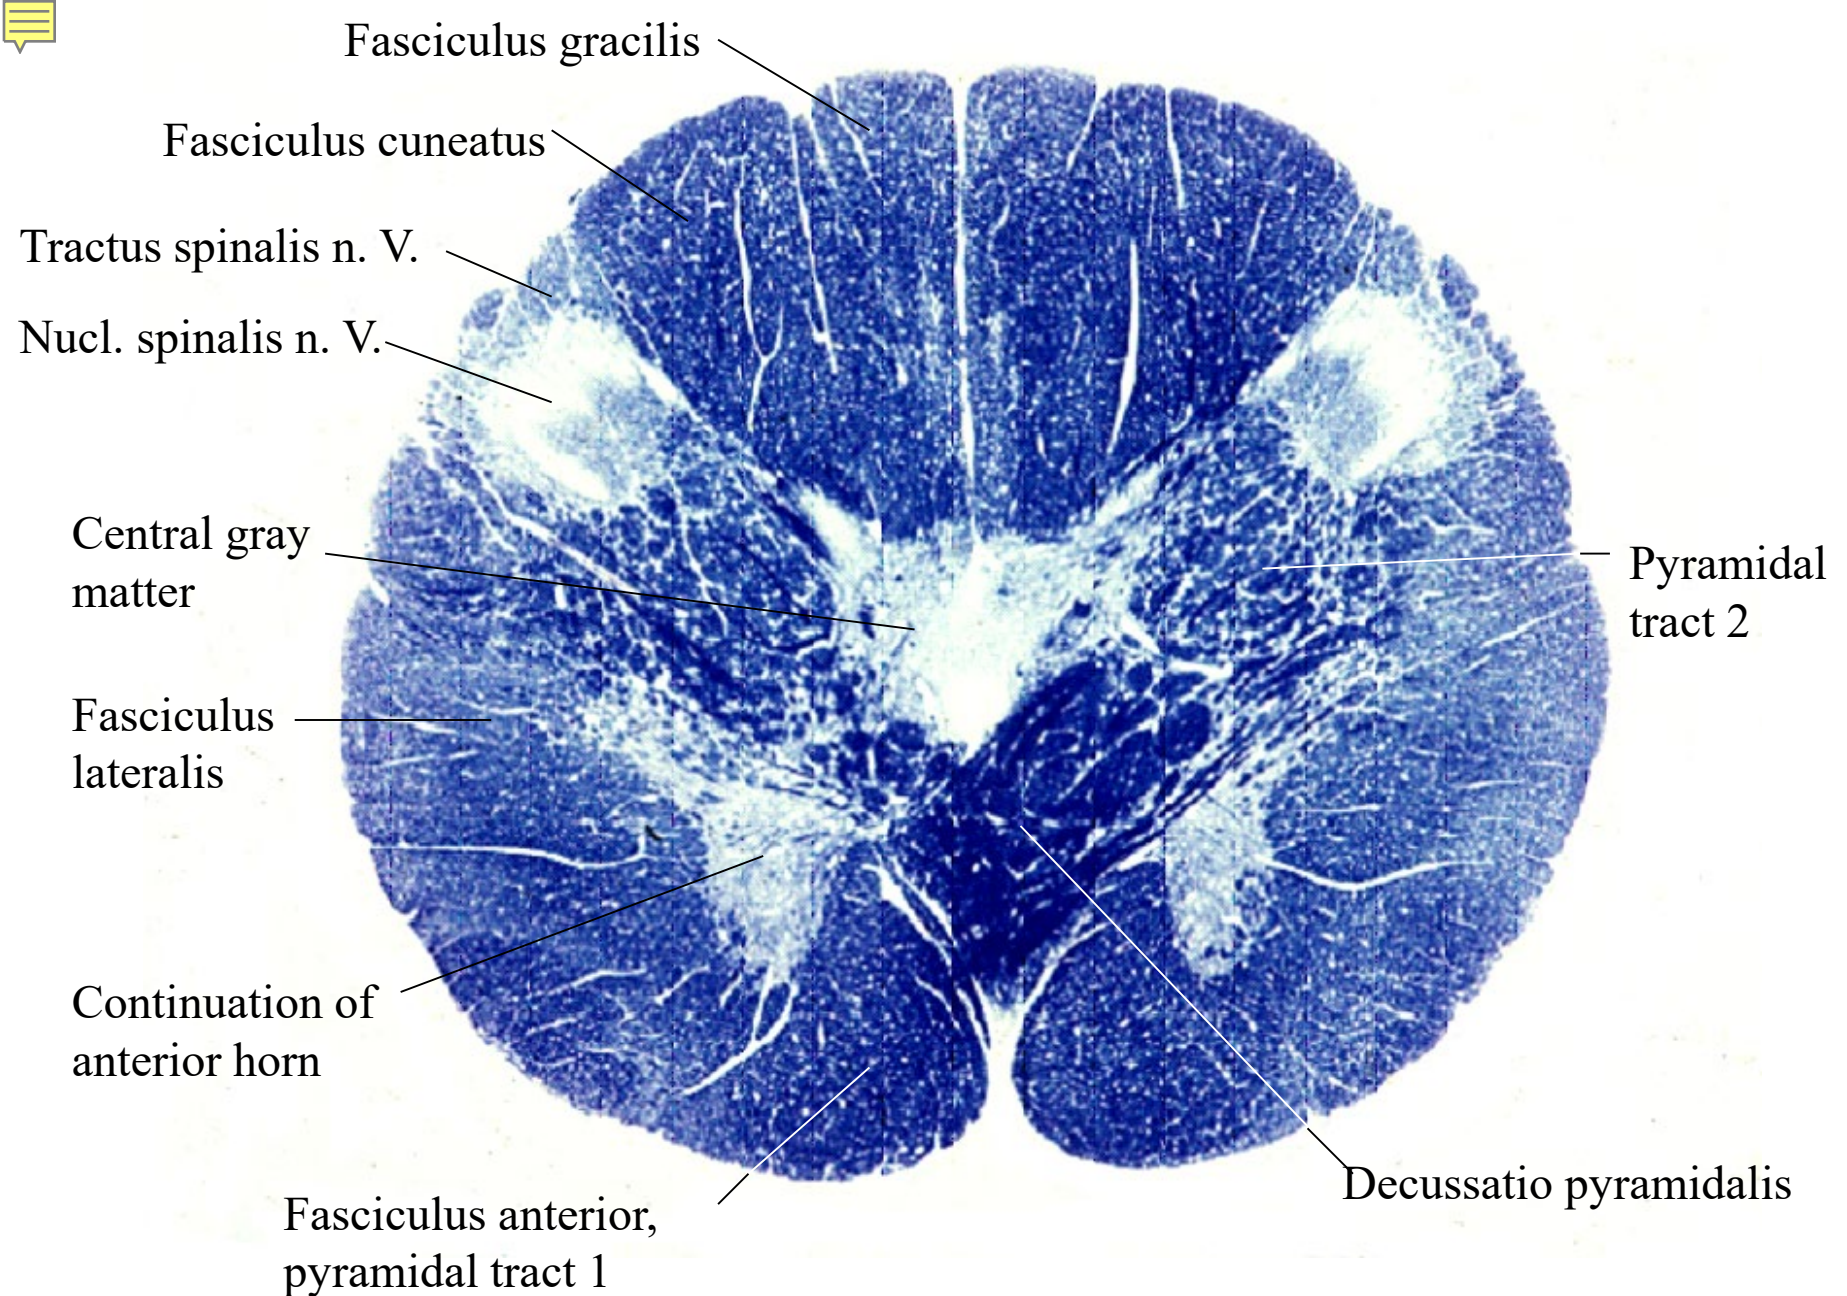 Fasciculus gracilis
Fasciculus cuneatus
Tractus spinalis n. V.
Nucl. spinalis n. V.
Central gray
matter
Pyramidal
tract 2
Fasciculus
lateralis
Continuation of
anterior horn
Decussatio pyramidalis
Fasciculus anterior,
pyramidal tract 1